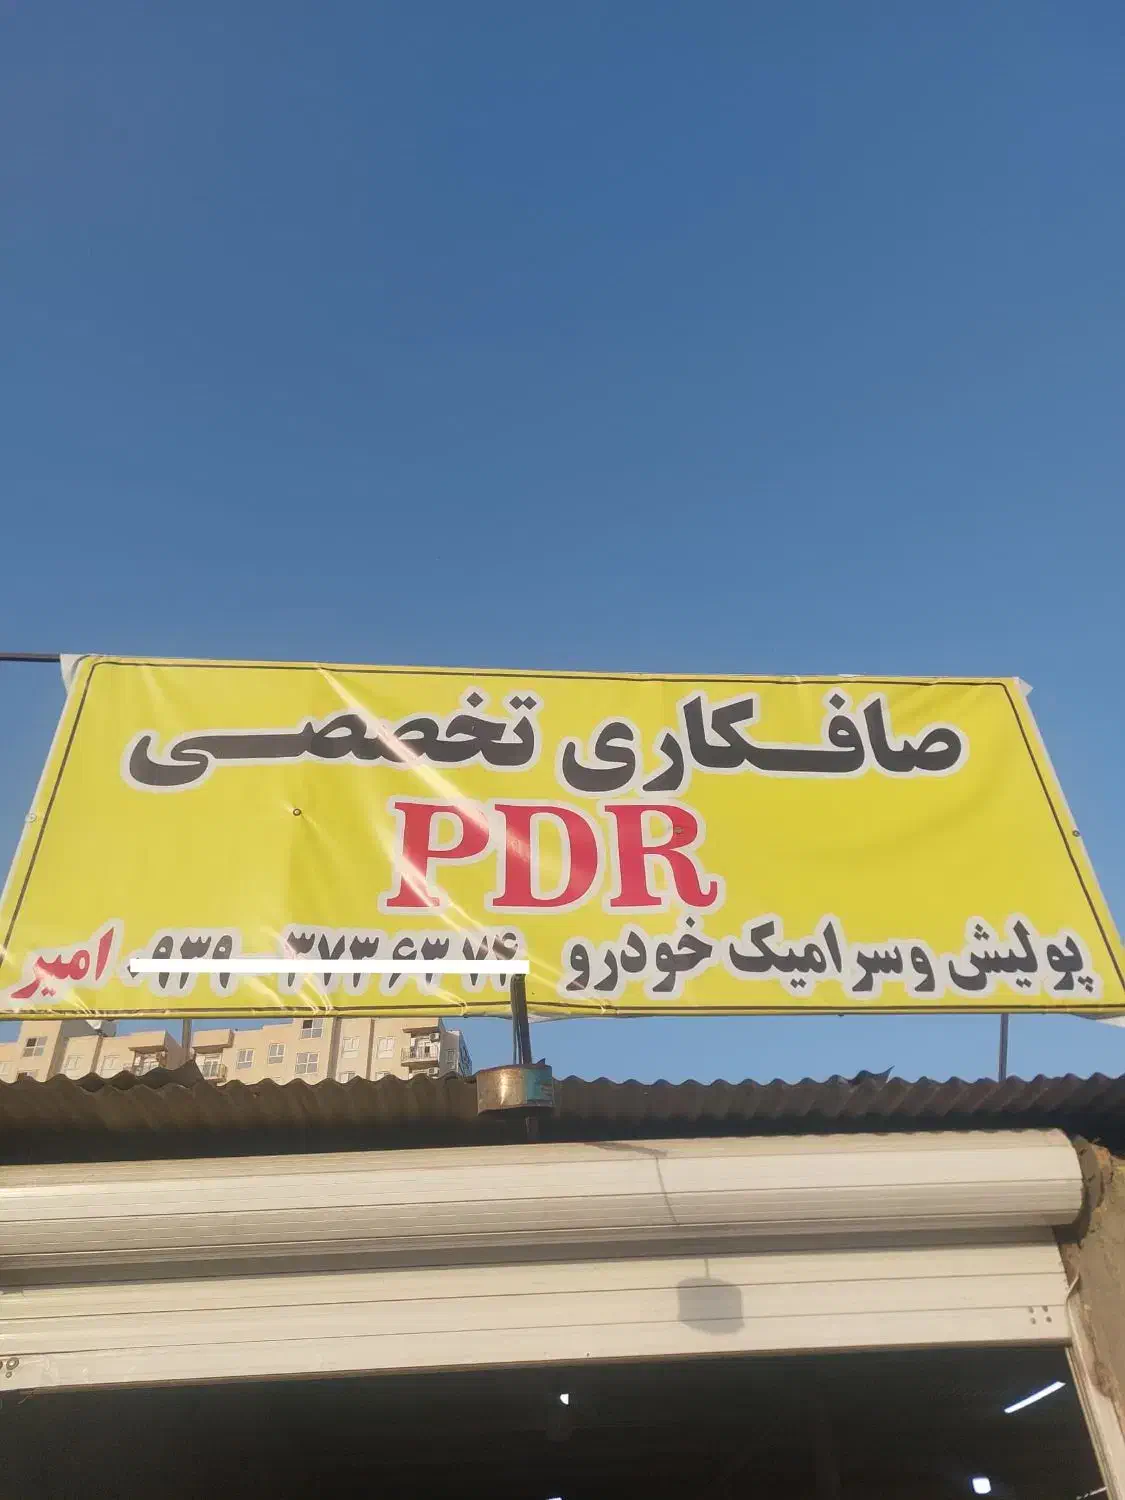 صافکاری تخصصی
PDR
پولیش و سرامیک خودرو
امیر